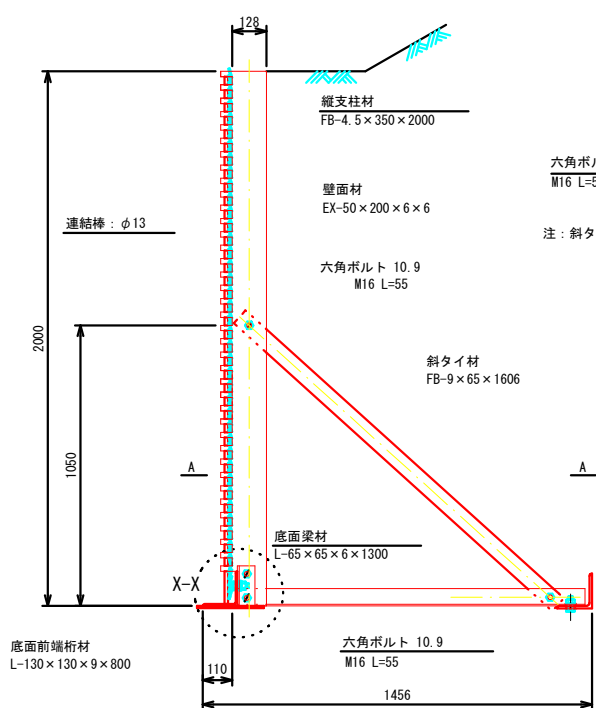 128
縦支柱材
FB-4.5×350×2000
六角ボル
M16 L=5
壁面材
EX-50×200×6×6
連結棒：φ13
注：斜タ
六角ボルト 10.9
M16 L=55
2000
斜タイ材
FB-9×65×1606
1050
A
A
底面梁材
L-65×65×6×1300
X-X
底面前端桁材
L-130×130×9×800
六角ボルト 10.9
M16 L=55
110
1456